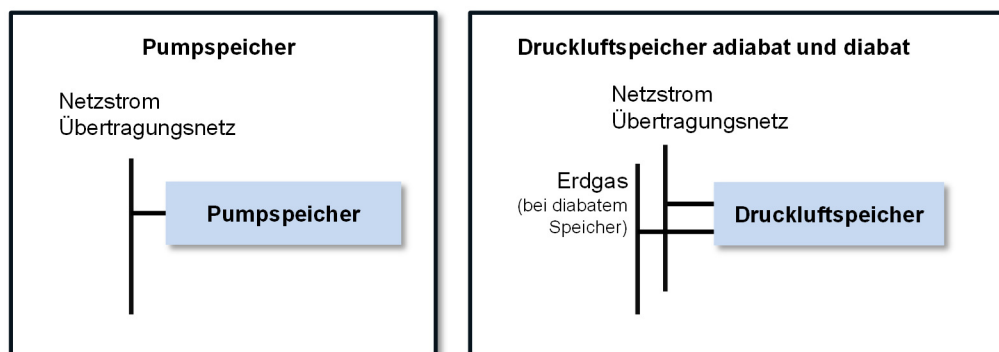 Pumpspeicher
Netzstrom
Übertragungsnetz
Pumpspeicher
Druckluftspeicher adiabat und diabat
Netzstrom
Übertragungsnetz
Erdgas
(bei diabatem
Speicher)
Druckluftspeicher